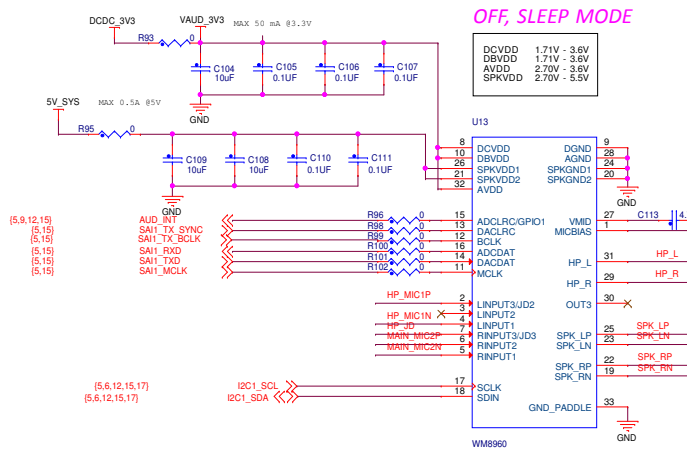 OFF, SLEEP MODE
DCDC_3V3 VAUD_3V3 MAX 50 mA @3.3V
R93 0
DCVDD 1.71V - 3.6V
DBVDD 1.71V - 3.6V
AVDD 2.70V - 3.6V
SPKVDD 2.70V - 5.5V
C104 10uF
C105 0.1UF
C106 0.1UF
C107 0.1UF
GND
5V_SYS MAX 0.5A @5V
R95 0
C109 10uF
C108 10uF
C110 0.1UF
C111 0.1UF
GND
U13
8 DCVDD DGND 9
10 DBVDD AGND 28
26 SPKVDD1 SPKGND1 24
21 SPKVDD2 SPKGND2 20
32 AVDD
GND
{5,9,12,15} AUD_INT R96 0 15 ADCLRC/GPIO1 VMID 27 C113 4.
{5,15} SAI1_TX_SYNC R98 0 13 DACLRC MICBIAS 1
{5,15} SAI1_TX_BCLK R99 0 12 BCLK
{5,15} SAI1_RXD R100 0 16 ADCDAT
{5,15} SAI1_TXD R101 0 14 DACDAT HP_L 31 HP_L
{5,15} SAI1_MCLK R102 0 11 MCLK
HP_R 29 HP_R
HP_MIC1P 2 LINPUT3/JD2 OUT3 30
3 LINPUT2
HP_MIC1N 4 LINPUT1
HP_JD 7 RINPUT3/JD3 SPK_LP 25 SPK_LP
MAIN_MIC2P 6 RINPUT2 SPK_LN 23 SPK_LN
MAIN_MIC2N 5 RINPUT1
SPK_RP 22 SPK_RP
SPK_RN 19 SPK_RN
{5,6,12,15,17} I2C1_SCL 17 SCLK
{5,6,12,15,17} I2C1_SDA 18 SDIN
GND_PADDLE 33
GND
WM8960